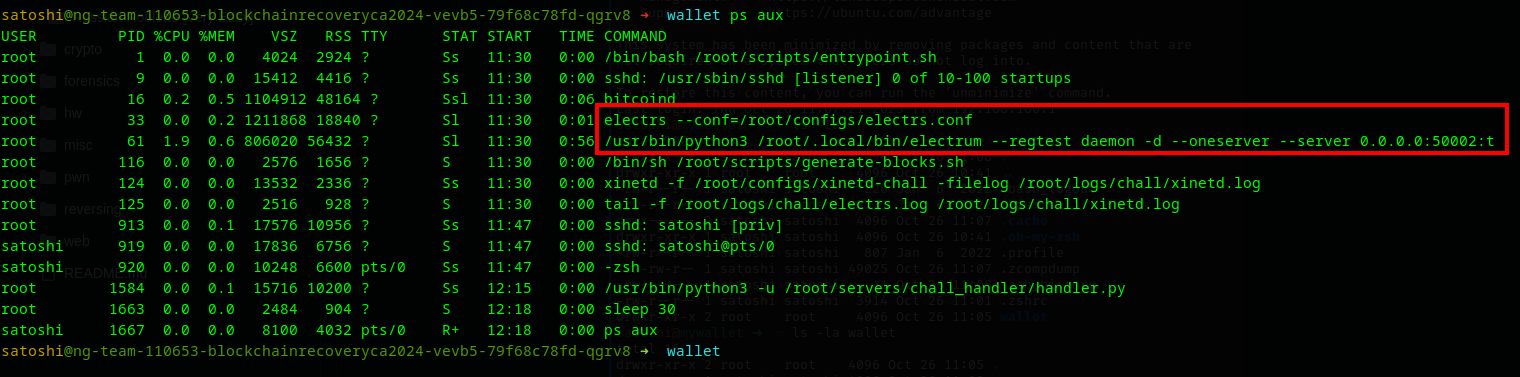 satoshi@ng-team-110653-blockchainrecoveryca2024-vevb5-79f68c78fd-qgrv8 → wallet ps aux
USER PID %CPU %MEM VSZ RSS TTY STAT START TIME COMMAND
root 1 0.0 0.0 4024 2924 ? Ss 11:30 0:00 /bin/bash /root/scripts/entrypoint.sh
root 9 0.0 0.0 15412 4416 ? Ss 11:30 0:00 sshd: /usr/sbin/sshd [listener] 0 of 10-100 startups
root 16 0.2 0.5 1104912 48164 ? Ssl 11:30 0:06 bitcoind
root 33 0.0 0.2 1211868 18840 ? Sl 11:30 0:01 electrs --conf=/root/configs/electrs.conf
root 61 1.9 0.6 806020 56432 ? Sl 11:30 0:56 /usr/bin/python3 /root/.local/bin/electrum --regtest daemon -d --oneserver --server 0.0.0.0:50002:t
root 116 0.0 0.0 2576 1656 ? S 11:30 0:00 /bin/sh /root/scripts/generate-blocks.sh
root 124 0.0 0.0 13532 2336 ? Ss 11:30 0:00 xinetd -f /root/configs/xinetd-chall -filelog /root/logs/chall/xinetd.log
root 125 0.0 0.0 2516 928 ? S 11:30 0:00 tail -f /root/logs/chall/electrs.log /root/logs/chall/xinetd.log
root 913 0.0 0.1 17576 10956 ? Ss 11:47 0:00 sshd: satoshi [priv]
satoshi 919 0.0 0.0 17836 6756 ? S 11:47 0:00 sshd: satoshi@pts/0
satoshi 920 0.0 0.0 10248 6600 pts/0 Ss 11:47 0:00 -zsh
root 1584 0.0 0.1 15716 10200 ? Ss 12:15 0:00 /usr/bin/python3 -u /root/servers/chall_handler/handler.py
root 1663 0.0 0.0 2484 904 ? S 12:18 0:00 sleep 30
satoshi 1667 0.0 0.0 8100 4032 pts/0 R+ 12:18 0:00 ps aux
satoshi@ng-team-110653-blockchainrecoveryca2024-vevb5-79f68c78fd-qgrv8 → wallet
crypto
forensics
hw
misc
pwn
reversing
web